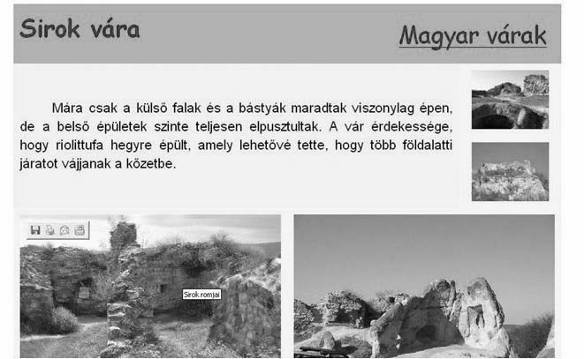 Sirok vára
Magyar várak
Mára csak a külső falak és a bástyák maradtak viszonylag épen,
de a belső épületek szinte teljesen elpusztultak. A vár érdekessége,
hogy riolittufa hegyre épült, amely lehetővé tette, hogy több földalatti
járatot vájjanak a kőzetbe.
Sirok romjai